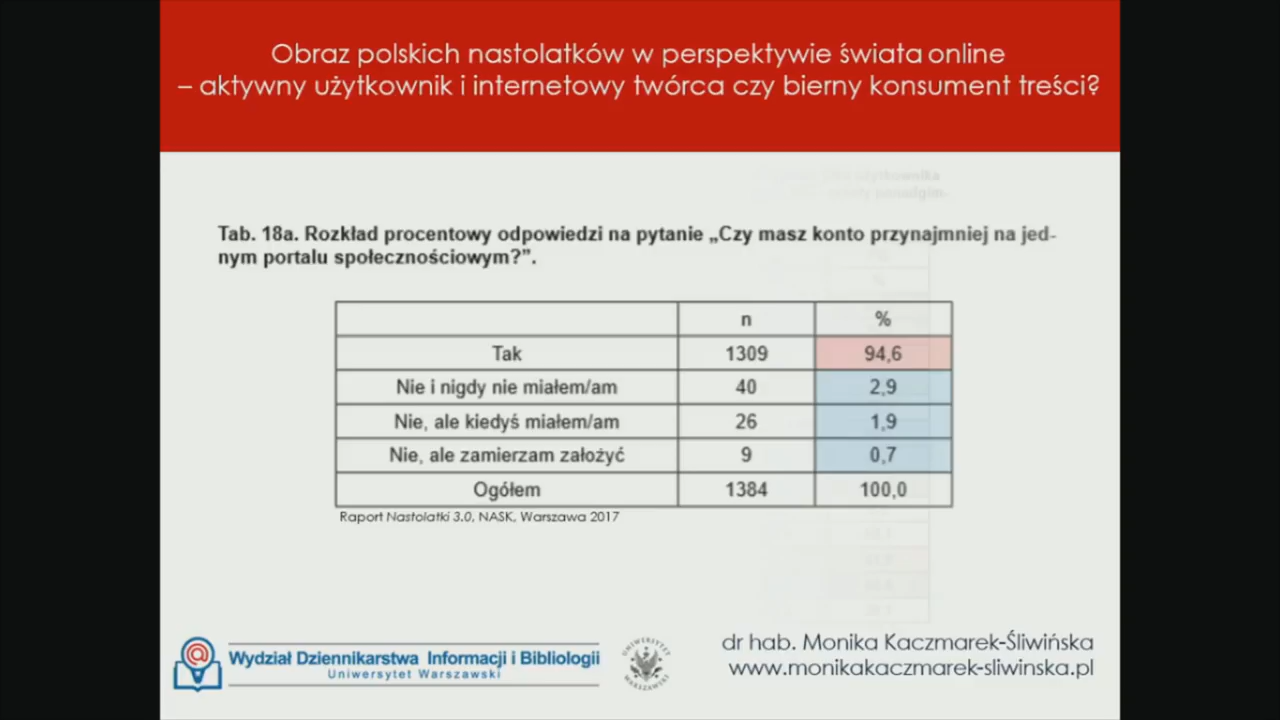 Obraz polskich nastolatków w perspektywie świata online
– aktywny użytkownik i internetowy twórca czy bierny konsument treści?
Tab. 18a. Rozkład procentowy odpowiedzi na pytanie „Czy masz konto przynajmniej na jed-
nym portalu społecznościowym?”.
n %
Tak 1309 94,6
Nie i nigdy nie miałem/am 40 2,9
Nie, ale kiedyś miałem/am 26 1,9
Nie, ale zamierzam założyć 9 0,7
Ogółem 1384 100,0
Raport Nastolatki 3.0, NASK, Warszawa 2017
Wydział Dziennikarstwa Informacji i Bibliologii
Uniwersytet Warszawski
UNIWERSYTET
WARSZAWSKI
dr hab. Monika Kaczmarek-Śliwińska
www.monikakaczmarek-sliwinska.pl